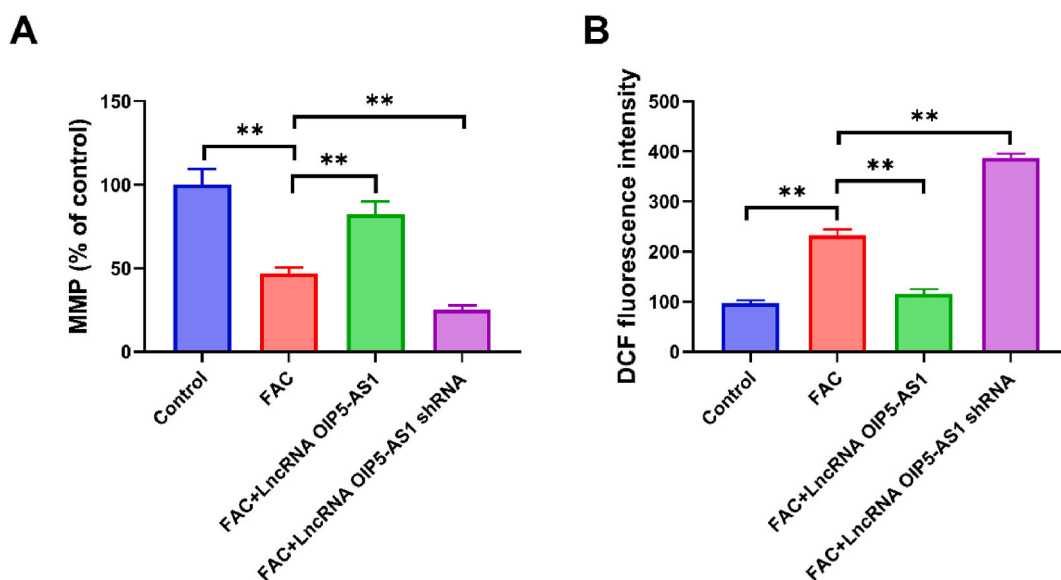 A
MMP (% of control)
150
100
50
0
**
**
**
Control
FAC
FAC+LncRNA OIP5-AS1
FAC+LncRNA OIP5-AS1 shRNA
B
DCF fluorescence intensity
500
400
300
200
100
0
**
**
**
Control
FAC
FAC+LncRNA OIP5-AS1
FAC+LncRNA OIP5-AS1 shRNA